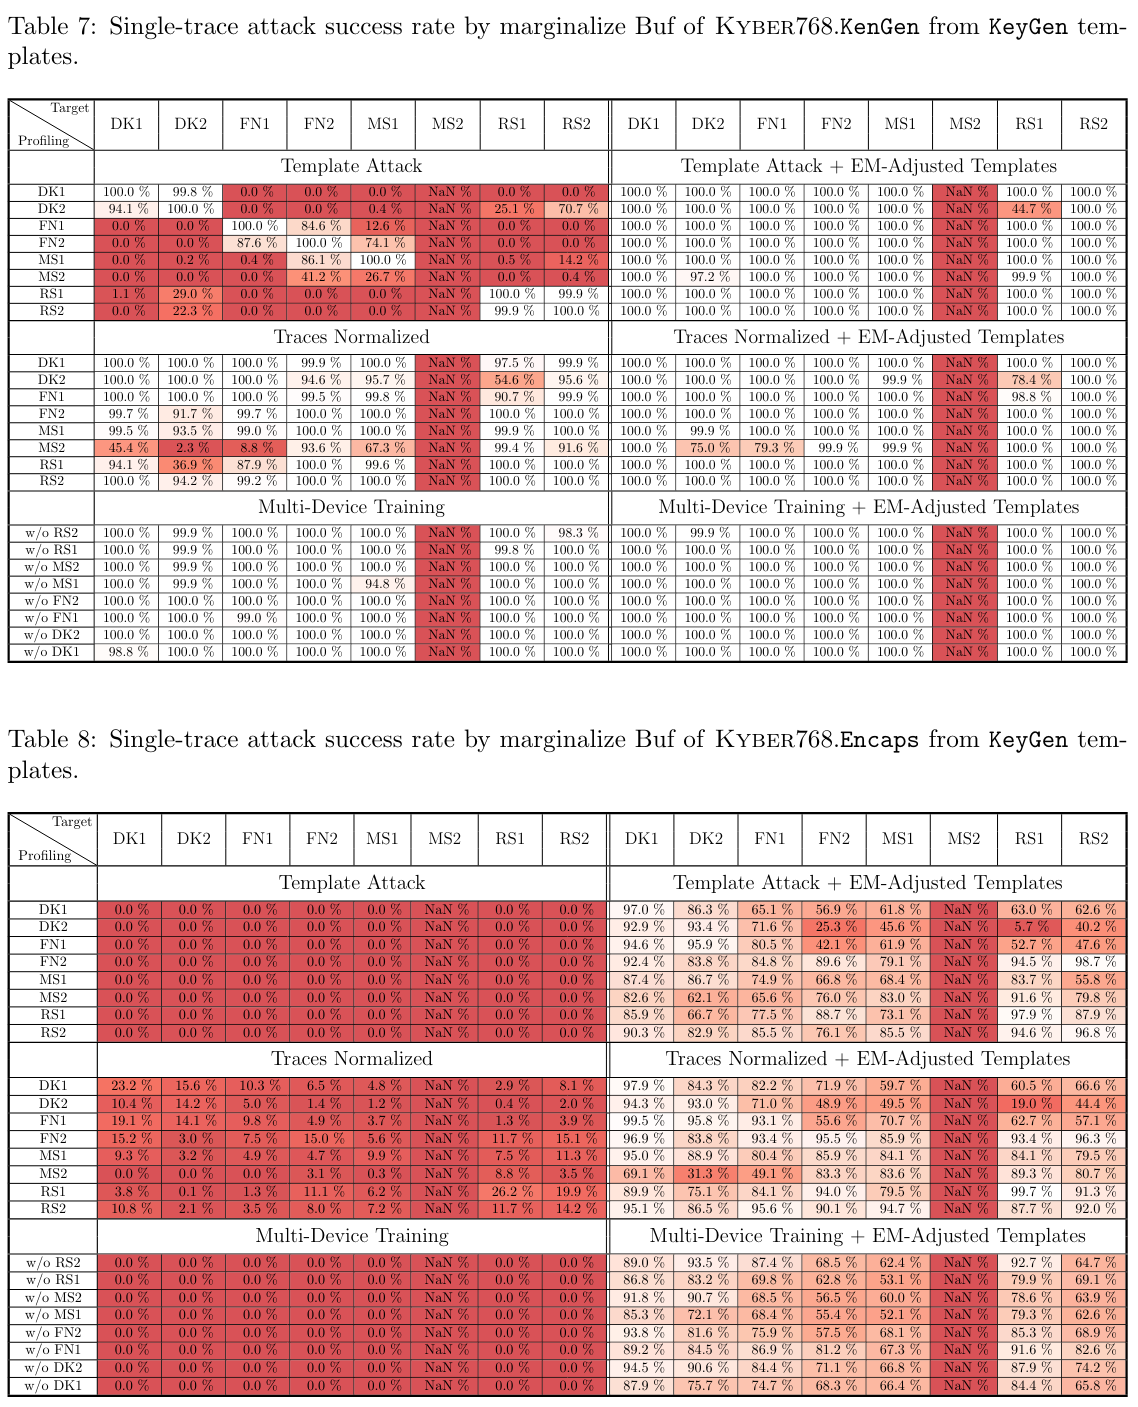 Table 7: Single-trace attack success rate by marginalize Buf of KYBER768.KenGen from KeyGen tem-
plates.
Target
Profiling
DK1 DK2 FN1 FN2 MS1 MS2 RS1 RS2 DK1 DK2 FN1 FN2 MS1 MS2 RS1 RS2
Template Attack Template Attack + EM-Adjusted Templates
DK1 100.0 % 99.8 % 0.0 % 0.0 % 0.0 % NaN % 0.0 % 0.0 % 100.0 % 100.0 % 100.0 % 100.0 % 100.0 % NaN % 100.0 % 100.0 %
DK2 94.1 % 100.0 % 0.0 % 0.0 % 0.4 % NaN % 25.1 % 70.7 % 100.0 % 100.0 % 100.0 % 100.0 % 100.0 % NaN % 44.7 % 100.0 %
FN1 0.0 % 0.0 % 100.0 % 84.6 % 12.6 % NaN % 0.0 % 0.0 % 100.0 % 100.0 % 100.0 % 100.0 % 100.0 % NaN % 100.0 % 100.0 %
FN2 0.0 % 0.0 % 87.6 % 100.0 % 74.1 % NaN % 0.0 % 0.0 % 100.0 % 100.0 % 100.0 % 100.0 % 100.0 % NaN % 100.0 % 100.0 %
MS1 0.0 % 0.2 % 0.4 % 86.1 % 100.0 % NaN % 0.5 % 14.2 % 100.0 % 100.0 % 100.0 % 100.0 % 100.0 % NaN % 100.0 % 100.0 %
MS2 0.0 % 0.0 % 0.0 % 41.2 % 26.7 % NaN % 0.0 % 0.4 % 100.0 % 97.2 % 100.0 % 100.0 % 100.0 % NaN % 99.9 % 100.0 %
RS1 1.1 % 29.0 % 0.0 % 0.0 % 0.0 % NaN % 100.0 % 99.9 % 100.0 % 100.0 % 100.0 % 100.0 % 100.0 % NaN % 100.0 % 100.0 %
RS2 0.0 % 22.3 % 0.0 % 0.0 % 0.0 % NaN % 99.9 % 100.0 % 100.0 % 100.0 % 100.0 % 100.0 % 100.0 % NaN % 100.0 % 100.0 %
Traces Normalized Traces Normalized + EM-Adjusted Templates
DK1 100.0 % 100.0 % 100.0 % 99.9 % 100.0 % NaN % 97.5 % 99.9 % 100.0 % 100.0 % 100.0 % 100.0 % 100.0 % NaN % 100.0 % 100.0 %
DK2 100.0 % 100.0 % 100.0 % 94.6 % 95.7 % NaN % 54.6 % 95.6 % 100.0 % 100.0 % 100.0 % 100.0 % 99.9 % NaN % 78.4 % 100.0 %
FN1 100.0 % 100.0 % 100.0 % 99.5 % 99.8 % NaN % 90.7 % 99.9 % 100.0 % 100.0 % 100.0 % 100.0 % 100.0 % NaN % 98.8 % 100.0 %
FN2 99.7 % 91.7 % 99.7 % 100.0 % 100.0 % NaN % 100.0 % 100.0 % 100.0 % 100.0 % 100.0 % 100.0 % 100.0 % NaN % 100.0 % 100.0 %
MS1 99.5 % 93.5 % 99.0 % 100.0 % 100.0 % NaN % 99.9 % 100.0 % 100.0 % 99.9 % 100.0 % 100.0 % 100.0 % NaN % 100.0 % 100.0 %
MS2 45.4 % 2.3 % 8.8 % 93.6 % 67.3 % NaN % 99.4 % 91.6 % 100.0 % 75.0 % 79.3 % 99.9 % 99.9 % NaN % 100.0 % 100.0 %
RS1 94.1 % 36.9 % 87.9 % 100.0 % 99.6 % NaN % 100.0 % 100.0 % 100.0 % 100.0 % 100.0 % 100.0 % 100.0 % NaN % 100.0 % 100.0 %
RS2 100.0 % 94.2 % 99.2 % 100.0 % 100.0 % NaN % 100.0 % 100.0 % 100.0 % 100.0 % 100.0 % 100.0 % 100.0 % NaN % 100.0 % 100.0 %
Multi-Device Training Multi-Device Training + EM-Adjusted Templates
w/o RS2 100.0 % 99.9 % 100.0 % 100.0 % 100.0 % NaN % 100.0 % 98.3 % 100.0 % 99.9 % 100.0 % 100.0 % 100.0 % NaN % 100.0 % 100.0 %
w/o RS1 100.0 % 99.9 % 100.0 % 100.0 % 100.0 % NaN % 99.8 % 100.0 % 100.0 % 100.0 % 100.0 % 100.0 % 100.0 % NaN % 100.0 % 100.0 %
w/o MS2 100.0 % 99.9 % 100.0 % 100.0 % 100.0 % NaN % 100.0 % 100.0 % 100.0 % 100.0 % 100.0 % 100.0 % 100.0 % NaN % 100.0 % 100.0 %
w/o MS1 100.0 % 99.9 % 100.0 % 100.0 % 94.8 % NaN % 100.0 % 100.0 % 100.0 % 100.0 % 100.0 % 100.0 % 100.0 % NaN % 100.0 % 100.0 %
w/o FN2 100.0 % 100.0 % 100.0 % 100.0 % 100.0 % NaN % 100.0 % 100.0 % 100.0 % 100.0 % 100.0 % 100.0 % 100.0 % NaN % 100.0 % 100.0 %
w/o FN1 100.0 % 100.0 % 99.0 % 100.0 % 100.0 % NaN % 100.0 % 100.0 % 100.0 % 100.0 % 100.0 % 100.0 % 100.0 % NaN % 100.0 % 100.0 %
w/o DK2 100.0 % 100.0 % 100.0 % 100.0 % 100.0 % NaN % 100.0 % 100.0 % 100.0 % 100.0 % 100.0 % 100.0 % 100.0 % NaN % 100.0 % 100.0 %
w/o DK1 98.8 % 100.0 % 100.0 % 100.0 % 100.0 % NaN % 100.0 % 100.0 % 100.0 % 100.0 % 100.0 % 100.0 % 100.0 % NaN % 100.0 % 100.0 %
Table 8: Single-trace attack success rate by marginalize Buf of KYBER768.Encaps from KeyGen tem-
plates.
Target
Profiling
DK1 DK2 FN1 FN2 MS1 MS2 RS1 RS2 DK1 DK2 FN1 FN2 MS1 MS2 RS1 RS2
Template Attack Template Attack + EM-Adjusted Templates
DK1 0.0 % 0.0 % 0.0 % 0.0 % 0.0 % NaN % 0.0 % 0.0 % 97.0 % 86.3 % 65.1 % 56.9 % 61.8 % NaN % 63.0 % 62.6 %
DK2 0.0 % 0.0 % 0.0 % 0.0 % 0.0 % NaN % 0.0 % 0.0 % 92.9 % 93.4 % 71.6 % 25.3 % 45.6 % NaN % 5.7 % 40.2 %
FN1 0.0 % 0.0 % 0.0 % 0.0 % 0.0 % NaN % 0.0 % 0.0 % 94.6 % 95.9 % 80.5 % 42.1 % 61.9 % NaN % 52.7 % 47.6 %
FN2 0.0 % 0.0 % 0.0 % 0.0 % 0.0 % NaN % 0.0 % 0.0 % 92.4 % 83.8 % 84.8 % 89.6 % 79.1 % NaN % 94.5 % 98.7 %
MS1 0.0 % 0.0 % 0.0 % 0.0 % 0.0 % NaN % 0.0 % 0.0 % 87.4 % 86.7 % 74.9 % 66.8 % 68.4 % NaN % 83.7 % 55.8 %
MS2 0.0 % 0.0 % 0.0 % 0.0 % 0.0 % NaN % 0.0 % 0.0 % 82.6 % 62.1 % 65.6 % 76.0 % 83.0 % NaN % 91.6 % 79.8 %
RS1 0.0 % 0.0 % 0.0 % 0.0 % 0.0 % NaN % 0.0 % 0.0 % 85.9 % 66.7 % 77.5 % 88.7 % 73.1 % NaN % 97.9 % 87.9 %
RS2 0.0 % 0.0 % 0.0 % 0.0 % 0.0 % NaN % 0.0 % 0.0 % 90.3 % 82.9 % 85.5 % 76.1 % 85.5 % NaN % 94.6 % 96.8 %
Traces Normalized Traces Normalized + EM-Adjusted Templates
DK1 23.2 % 15.6 % 10.3 % 6.5 % 4.8 % NaN % 2.9 % 8.1 % 97.9 % 84.3 % 82.2 % 71.9 % 59.7 % NaN % 60.5 % 66.6 %
DK2 10.4 % 14.2 % 5.0 % 1.4 % 1.2 % NaN % 0.4 % 2.0 % 94.3 % 93.0 % 71.0 % 48.9 % 49.5 % NaN % 19.0 % 44.4 %
FN1 19.1 % 14.1 % 9.8 % 4.9 % 3.7 % NaN % 1.3 % 3.9 % 99.5 % 95.8 % 93.1 % 55.6 % 70.7 % NaN % 62.7 % 57.1 %
FN2 15.2 % 3.0 % 7.5 % 15.0 % 5.6 % NaN % 11.7 % 15.1 % 96.9 % 83.8 % 93.4 % 95.5 % 85.9 % NaN % 93.4 % 96.3 %
MS1 9.3 % 3.2 % 4.9 % 4.7 % 9.9 % NaN % 7.5 % 11.3 % 95.0 % 88.9 % 80.4 % 85.9 % 84.1 % NaN % 84.1 % 79.5 %
MS2 0.0 % 0.0 % 0.0 % 3.1 % 0.3 % NaN % 8.8 % 3.5 % 69.1 % 31.3 % 49.1 % 83.3 % 83.6 % NaN % 89.3 % 80.7 %
RS1 3.8 % 0.1 % 1.3 % 11.1 % 6.2 % NaN % 26.2 % 19.9 % 89.9 % 75.1 % 84.1 % 94.0 % 79.5 % NaN % 99.7 % 91.3 %
RS2 10.8 % 2.1 % 3.5 % 8.0 % 7.2 % NaN % 11.7 % 14.2 % 95.1 % 86.5 % 95.6 % 90.1 % 94.7 % NaN % 87.7 % 92.0 %
Multi-Device Training Multi-Device Training + EM-Adjusted Templates
w/o RS2 0.0 % 0.0 % 0.0 % 0.0 % 0.0 % NaN % 0.0 % 0.0 % 89.0 % 93.5 % 87.4 % 68.5 % 62.4 % NaN % 92.7 % 64.7 %
w/o RS1 0.0 % 0.0 % 0.0 % 0.0 % 0.0 % NaN % 0.0 % 0.0 % 86.8 % 83.2 % 69.8 % 62.8 % 53.1 % NaN % 79.9 % 69.1 %
w/o MS2 0.0 % 0.0 % 0.0 % 0.0 % 0.0 % NaN % 0.0 % 0.0 % 91.8 % 90.7 % 68.5 % 56.5 % 60.0 % NaN % 78.6 % 63.9 %
w/o MS1 0.0 % 0.0 % 0.0 % 0.0 % 0.0 % NaN % 0.0 % 0.0 % 85.3 % 72.1 % 68.4 % 55.4 % 52.1 % NaN % 79.3 % 62.6 %
w/o FN2 0.0 % 0.0 % 0.0 % 0.0 % 0.0 % NaN % 0.0 % 0.0 % 93.8 % 81.6 % 75.9 % 57.5 % 68.1 % NaN % 85.3 % 68.9 %
w/o FN1 0.0 % 0.0 % 0.0 % 0.0 % 0.0 % NaN % 0.0 % 0.0 % 89.2 % 84.5 % 86.9 % 81.2 % 67.3 % NaN % 91.6 % 82.6 %
w/o DK2 0.0 % 0.0 % 0.0 % 0.0 % 0.0 % NaN % 0.0 % 0.0 % 94.5 % 90.6 % 84.4 % 71.1 % 66.8 % NaN % 87.9 % 74.2 %
w/o DK1 0.0 % 0.0 % 0.0 % 0.0 % 0.0 % NaN % 0.0 % 0.0 % 87.9 % 75.7 % 74.7 % 68.3 % 66.4 % NaN % 84.4 % 65.8 %